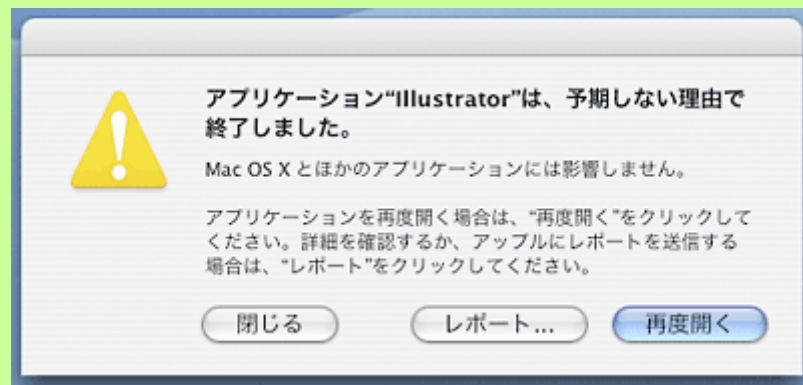 アプリケーション“Illustrator”は、予期しない理由で
終了しました。
Mac OS X とほかのアプリケーションには影響しません。
アプリケーションを再度開く場合は、“再度開く”をクリックして
ください。詳細を確認するか、アップルにレポートを送信する
場合は、“レポート”をクリックしてください。
閉じる レポート... 再度開く